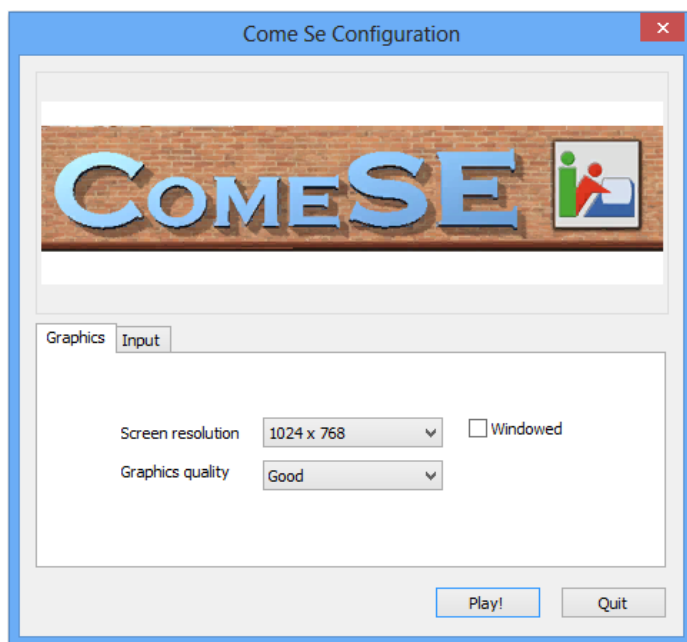 Come Se Configuration
COMESE
Graphics
Input
Screen resolution
1024 x 768
Windowed
Graphics quality
Good
Play!
Quit